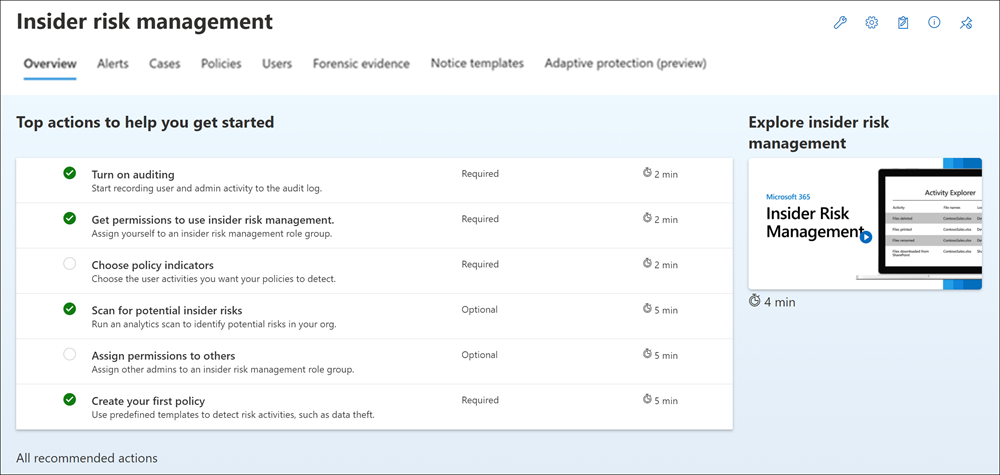 Insider risk management
Overview Alerts Cases Policies Users Forensic evidence Notice templates Adaptive protection (preview)
Top actions to help you get started
Turn on auditing Required 2 min
Start recording user and admin activity to the audit log.
Get permissions to use insider risk management. Required 2 min
Assign yourself to an insider risk management role group.
Choose policy indicators Required 2 min
Choose the user activities you want your policies to detect.
Scan for potential insider risks Optional 5 min
Run an analytics scan to identify potential risks in your org.
Assign permissions to others Optional 5 min
Assign other admins to an insider risk management role group.
Create your first policy Required 5 min
Use predefined templates to detect risk activities, such as data theft.
All recommended actions
Explore insider risk
management
Microsoft 365
Insider Risk
Management
Activity Explorer
Activity File names Lo
Files deleted ContosoSales.xlsx De
Files printed ContosoSales.xlsx De
Files renamed ContosoSales.xlsx De
Files downloaded from ContosoSales.xlsx Sh
SharePoint
4 min